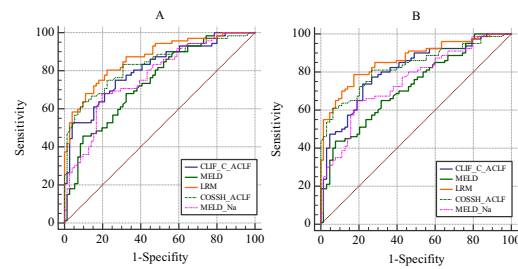 A
Sensitivity
100
80
60
40
20
0
0 20 40 60 80 100
1-Specifity
CLIF_C_ACLF
MELD
LRM
COSSH_ACLF
MELD_Na
B
Sensitivity
100
80
60
40
20
0
0 20 40 60 80 100
1-Specifity
CLIF_C_ACLF
MELD
LRM
COSSH_ACLF
MELD_Na